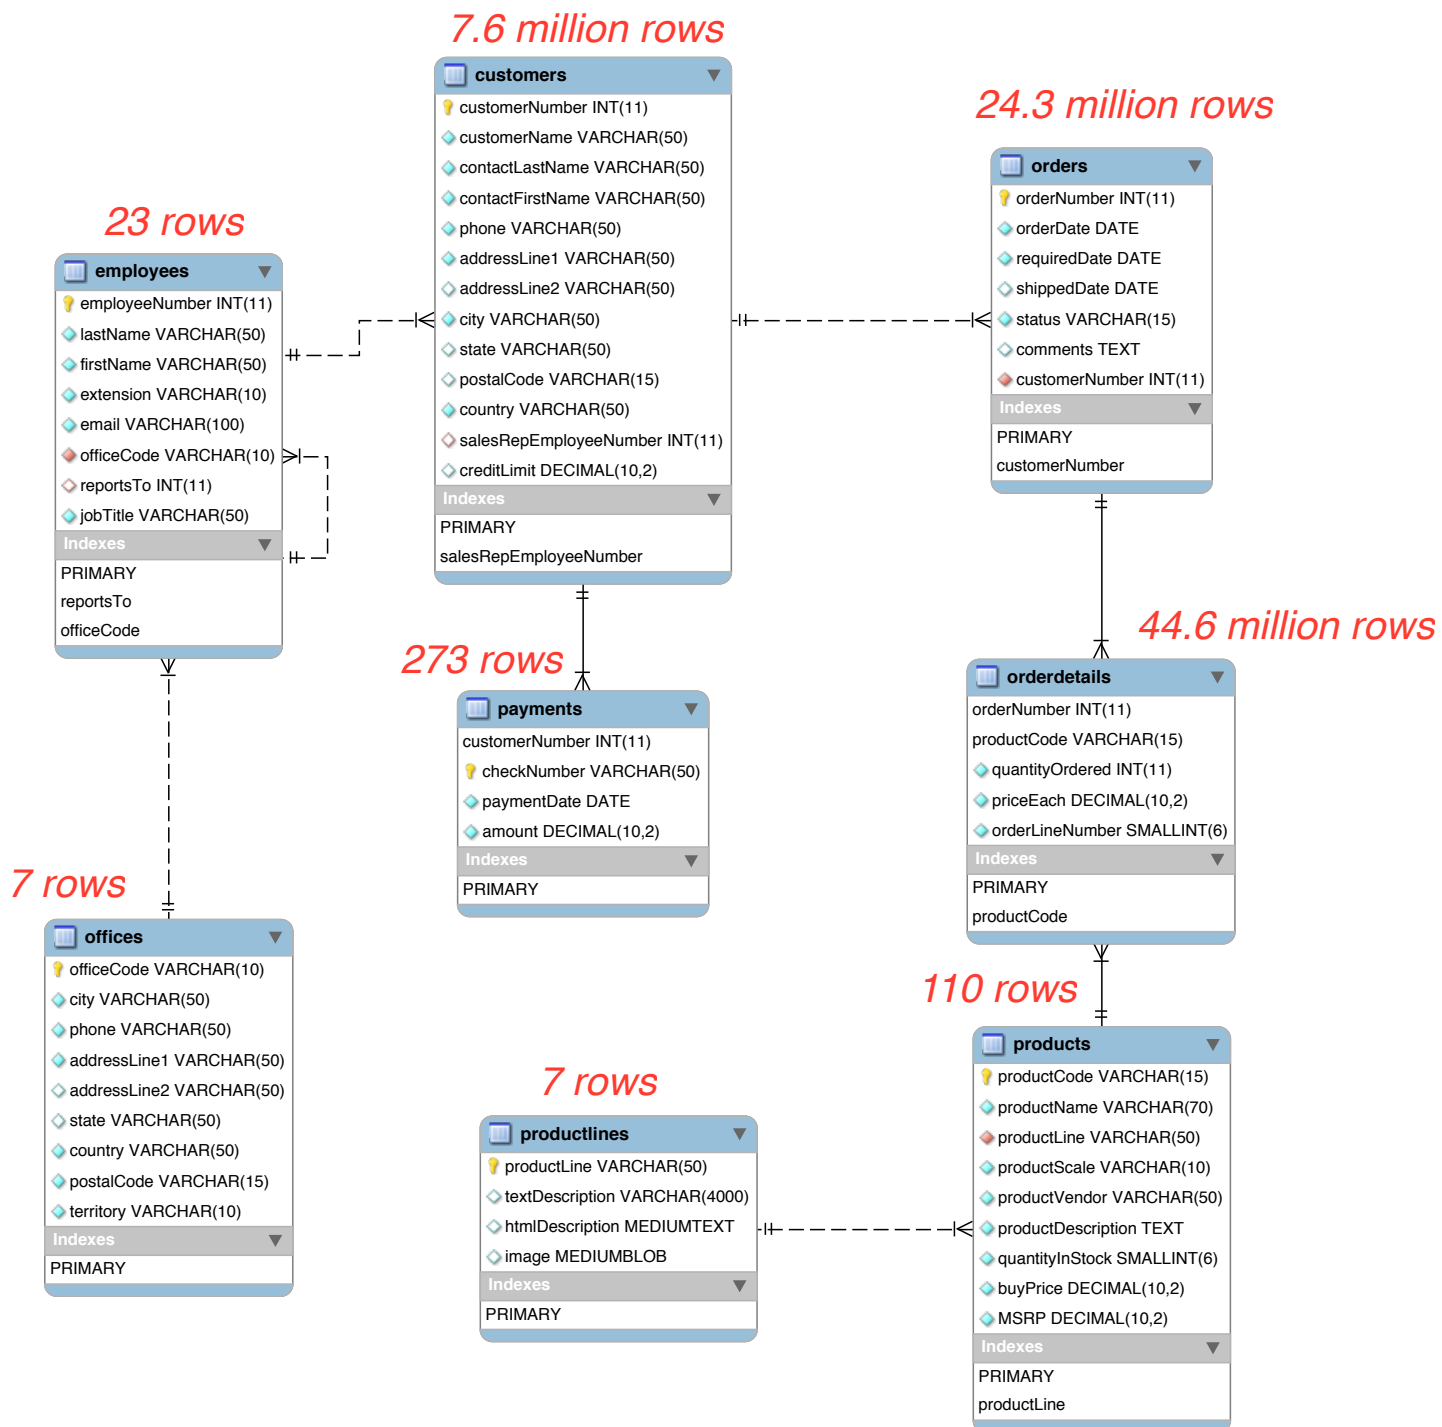 7.6 million rows
customers
customerNumber INT(11)
customerName VARCHAR(50)
contactLastName VARCHAR(50)
contactFirstName VARCHAR(50)
phone VARCHAR(50)
addressLine1 VARCHAR(50)
addressLine2 VARCHAR(50)
city VARCHAR(50)
state VARCHAR(50)
postalCode VARCHAR(15)
country VARCHAR(50)
salesRepEmployeeNumber INT(11)
creditLimit DECIMAL(10,2)
Indexes
PRIMARY
salesRepEmployeeNumber
24.3 million rows
orders
orderNumber INT(11)
orderDate DATE
requiredDate DATE
shippedDate DATE
status VARCHAR(15)
comments TEXT
customerNumber INT(11)
Indexes
PRIMARY
customerNumber
23 rows
employees
employeeNumber INT(11)
lastName VARCHAR(50)
firstName VARCHAR(50)
extension VARCHAR(10)
email VARCHAR(100)
officeCode VARCHAR(10)
reportsTo INT(11)
jobTitle VARCHAR(50)
Indexes
PRIMARY
reportsTo
officeCode
273 rows
payments
customerNumber INT(11)
checkNumber VARCHAR(50)
paymentDate DATE
amount DECIMAL(10,2)
Indexes
PRIMARY
44.6 million rows
orderdetails
orderNumber INT(11)
productCode VARCHAR(15)
quantityOrdered INT(11)
priceEach DECIMAL(10,2)
orderLineNumber SMALLINT(6)
Indexes
PRIMARY
productCode
7 rows
offices
officeCode VARCHAR(10)
city VARCHAR(50)
phone VARCHAR(50)
addressLine1 VARCHAR(50)
addressLine2 VARCHAR(50)
state VARCHAR(50)
country VARCHAR(50)
postalCode VARCHAR(15)
territory VARCHAR(10)
Indexes
PRIMARY
7 rows
productlines
productLine VARCHAR(50)
textDescription VARCHAR(4000)
htmlDescription MEDIUMTEXT
image MEDIUMBLOB
Indexes
PRIMARY
110 rows
products
productCode VARCHAR(15)
productName VARCHAR(70)
productLine VARCHAR(50)
productScale VARCHAR(10)
productVendor VARCHAR(50)
productDescription TEXT
quantityInStock SMALLINT(6)
buyPrice DECIMAL(10,2)
MSRP DECIMAL(10,2)
Indexes
PRIMARY
productLine